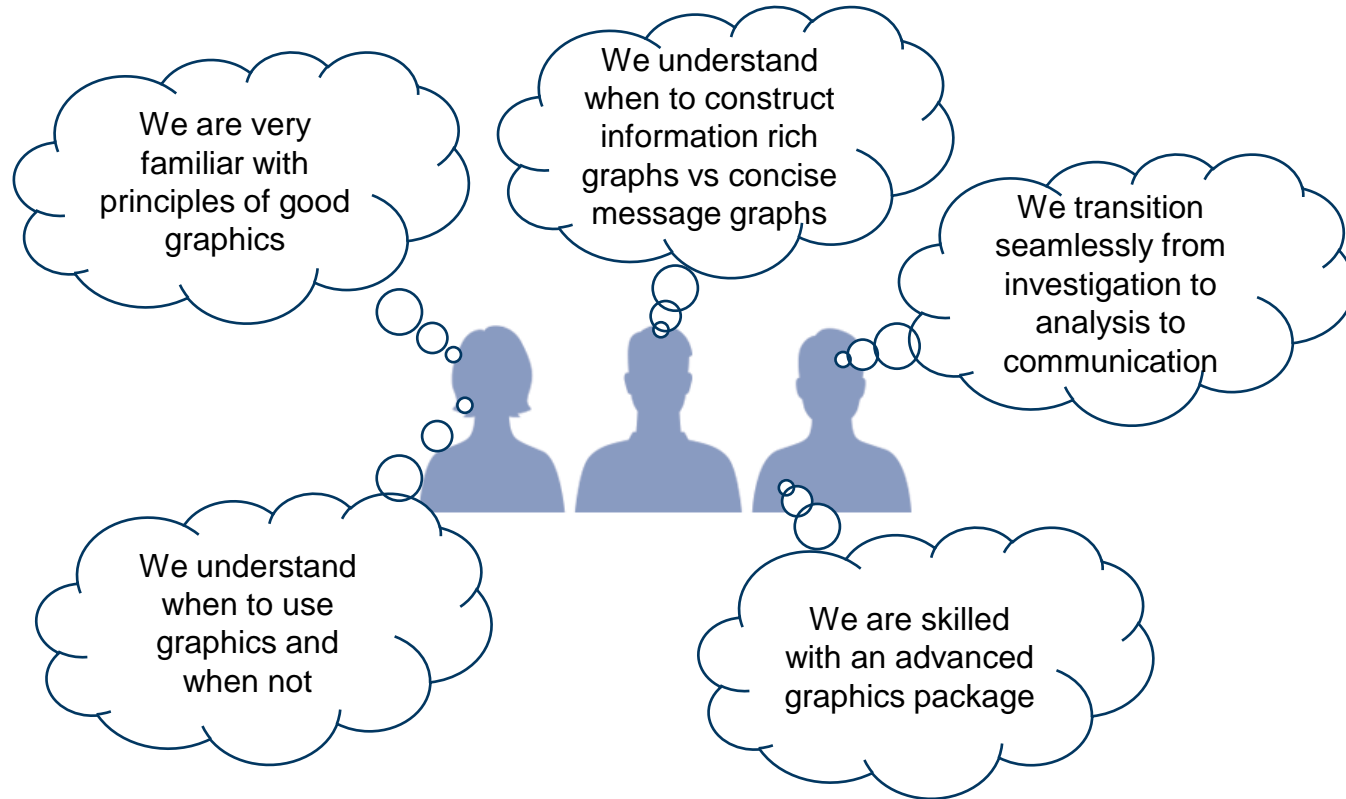 We are very
familiar with
principles of good
graphics
We understand
when to construct
information rich
graphs vs concise
message graphs
We transition
seamlessly from
investigation to
analysis to
communication
We understand
when to use
graphics and
when not
We are skilled
with an advanced
graphics package